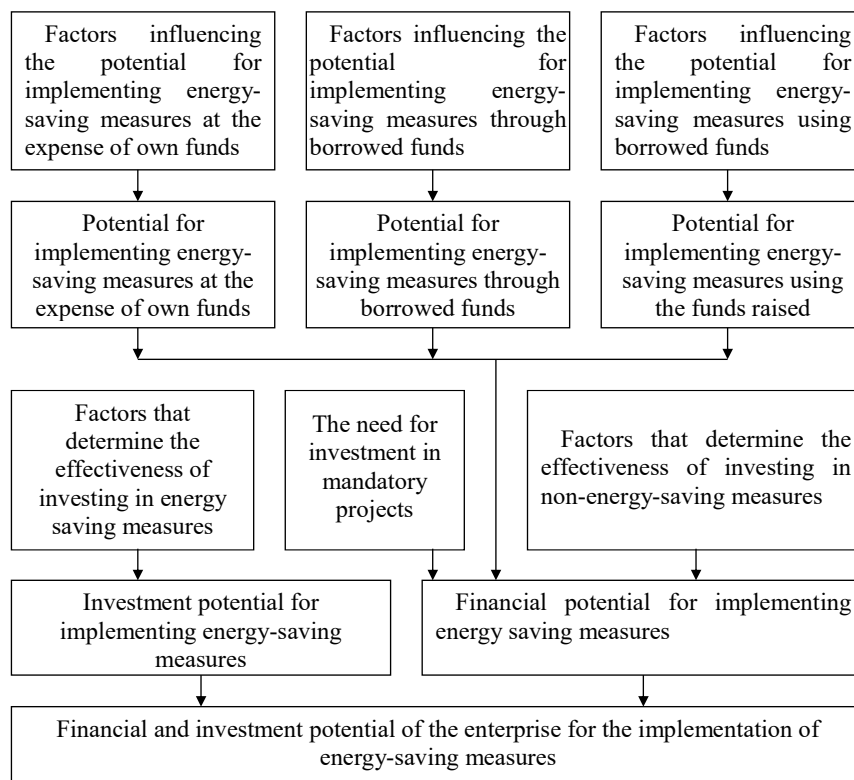 Factors influencing
the potential for
implementing energy-
saving measures at the
expense of own funds
Factors influencing the
potential for
implementing energy-
saving measures through
borrowed funds
Factors influencing
the potential for
implementing energy-
saving measures using
borrowed funds
Potential for
implementing energy-
saving measures at the
expense of own funds
Potential for
implementing energy-
saving measures through
borrowed funds
Potential for
implementing energy-
saving measures using
the funds raised
Factors that
determine the
effectiveness of
investing in energy
saving measures
The need for
investment in
mandatory
projects
Factors that determine the
effectiveness of investing in
non-energy-saving measures
Investment potential for
implementing energy-saving
measures
Financial potential for implementing
energy saving measures
Financial and investment potential of the enterprise for the implementation of
energy-saving measures